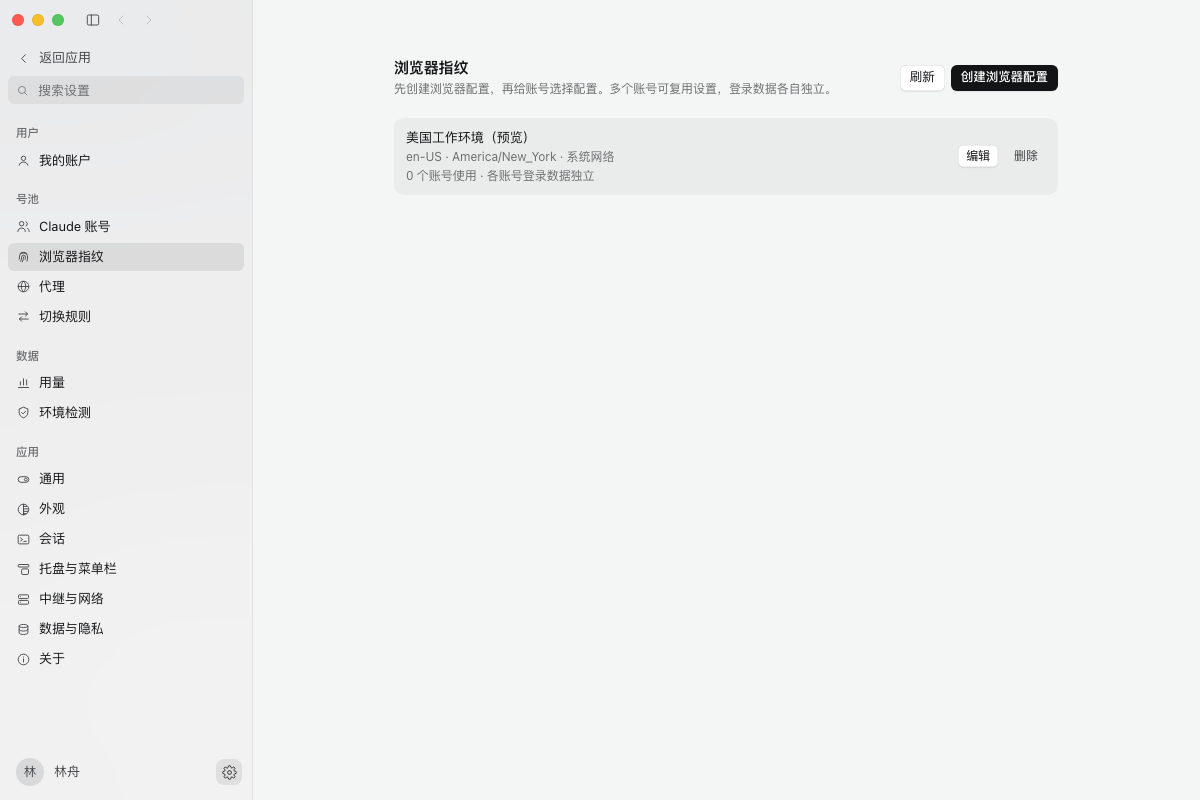 返回应用
搜索设置
用户
我的账户
号池
Claude 账号
浏览器指纹
代理
切换规则
数据
用量
环境检测
应用
通用
外观
会话
托盘与菜单栏
中继与网络
数据与隐私
关于
林 林舟
浏览器指纹
先创建浏览器配置，再给账号选择配置。多个账号可复用设置，登录数据各自独立。
刷新 创建浏览器配置
美国工作环境（预览）
en-US · America/New_York · 系统网络
0 个账号使用 · 各账号登录数据独立
编辑 删除